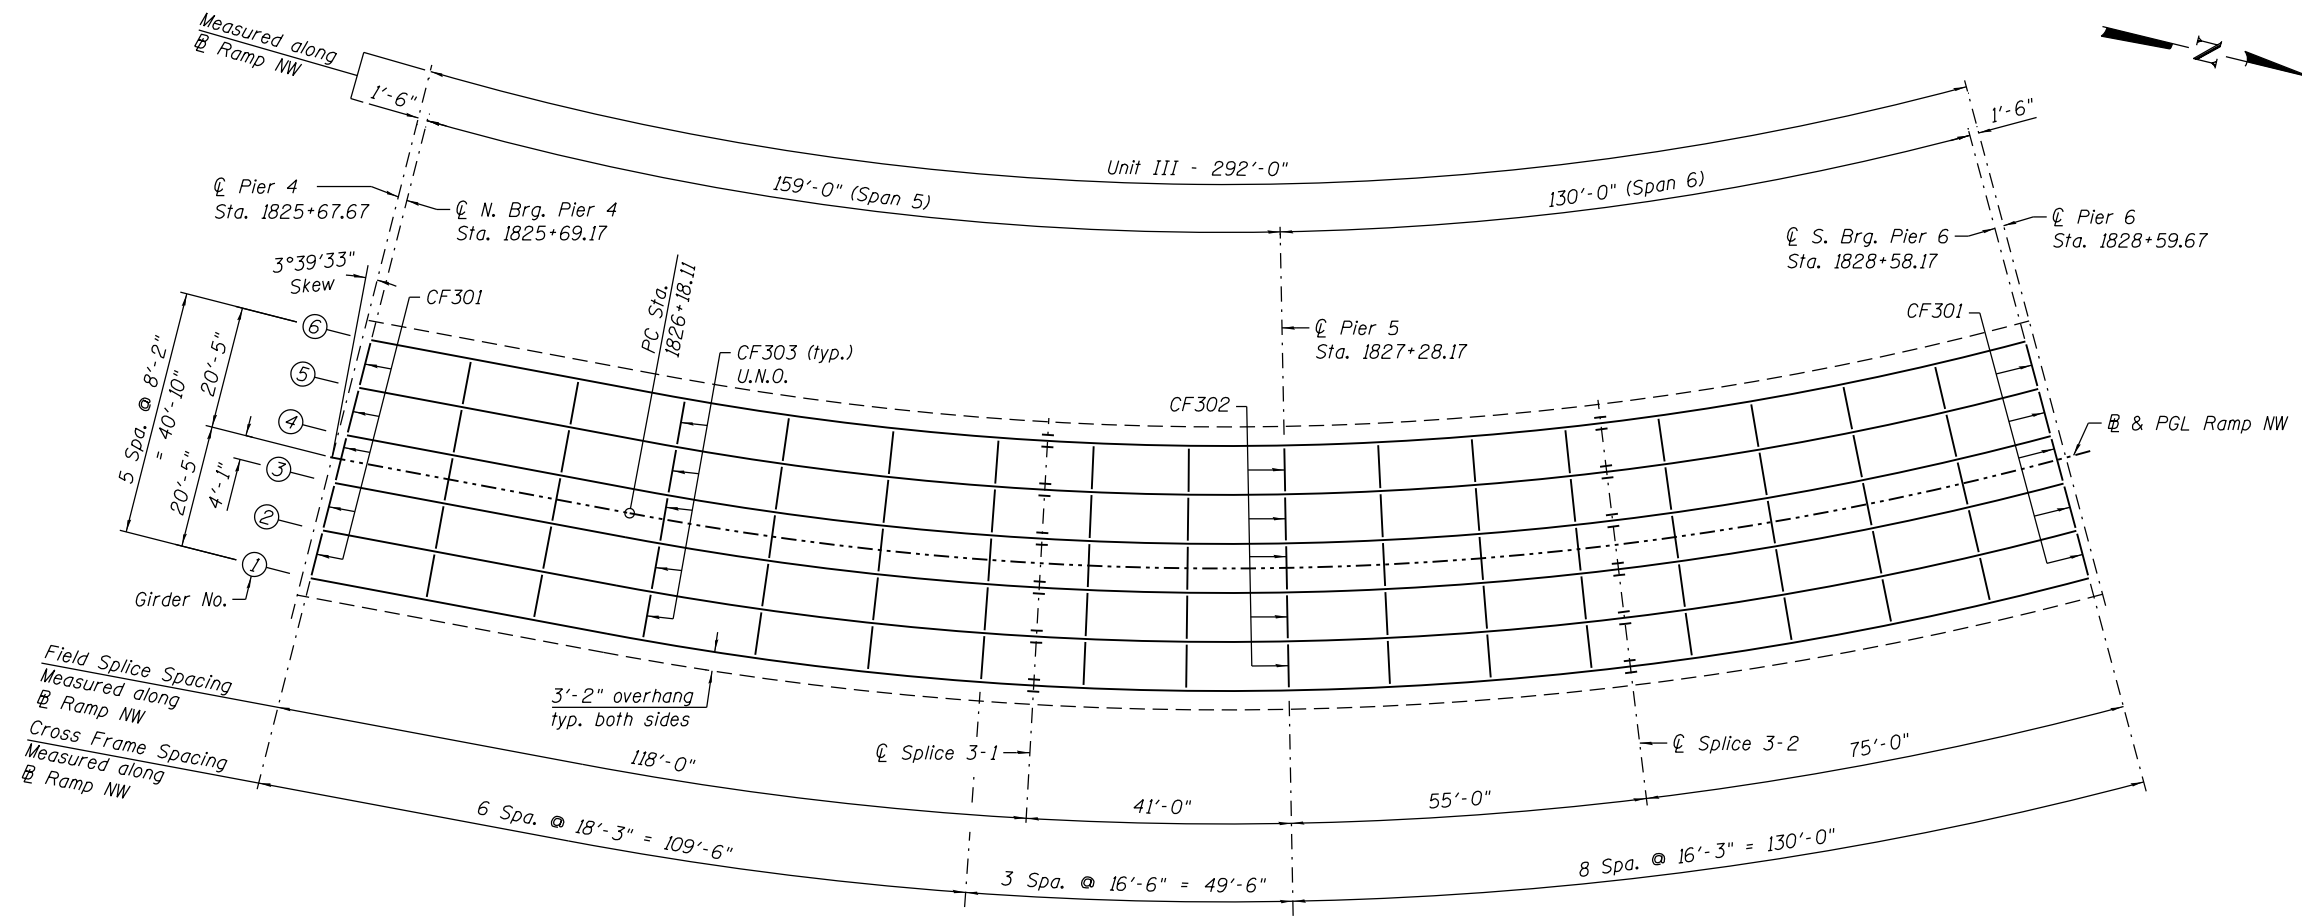 Measured along
℄ Ramp NW
1'-6"
Unit III - 292'-0"
159'-0" (Span 5)
130'-0" (Span 6)
1'-6"
N
℄ Pier 4
Sta. 1825+67.67
℄ N. Brg. Pier 4
Sta. 1825+69.17
3°39'33"
Skew
℄ S. Brg. Pier 6
Sta. 1828+58.17
℄ Pier 6
Sta. 1828+59.67
CF301
PC Sta.
1826+18.11
CF303 (typ.)
U.N.O.
℄ Pier 5
Sta. 1827+28.17
CF302
CF301
℄ & PGL Ramp NW
5 Spa. @ 8'-2"
= 40'-10"
20'-5"
20'-5"
4'-1"
6
5
4
3
2
1
Girder No.
3'-2" overhang
typ. both sides
Field Splice Spacing
Measured along
℄ Ramp NW
Cross Frame Spacing
Measured along
℄ Ramp NW
℄ Splice 3-1
℄ Splice 3-2
118'-0"
41'-0"
55'-0"
75'-0"
6 Spa. @ 18'-3" = 109'-6"
3 Spa. @ 16'-6" = 49'-6"
8 Spa. @ 16'-3" = 130'-0"